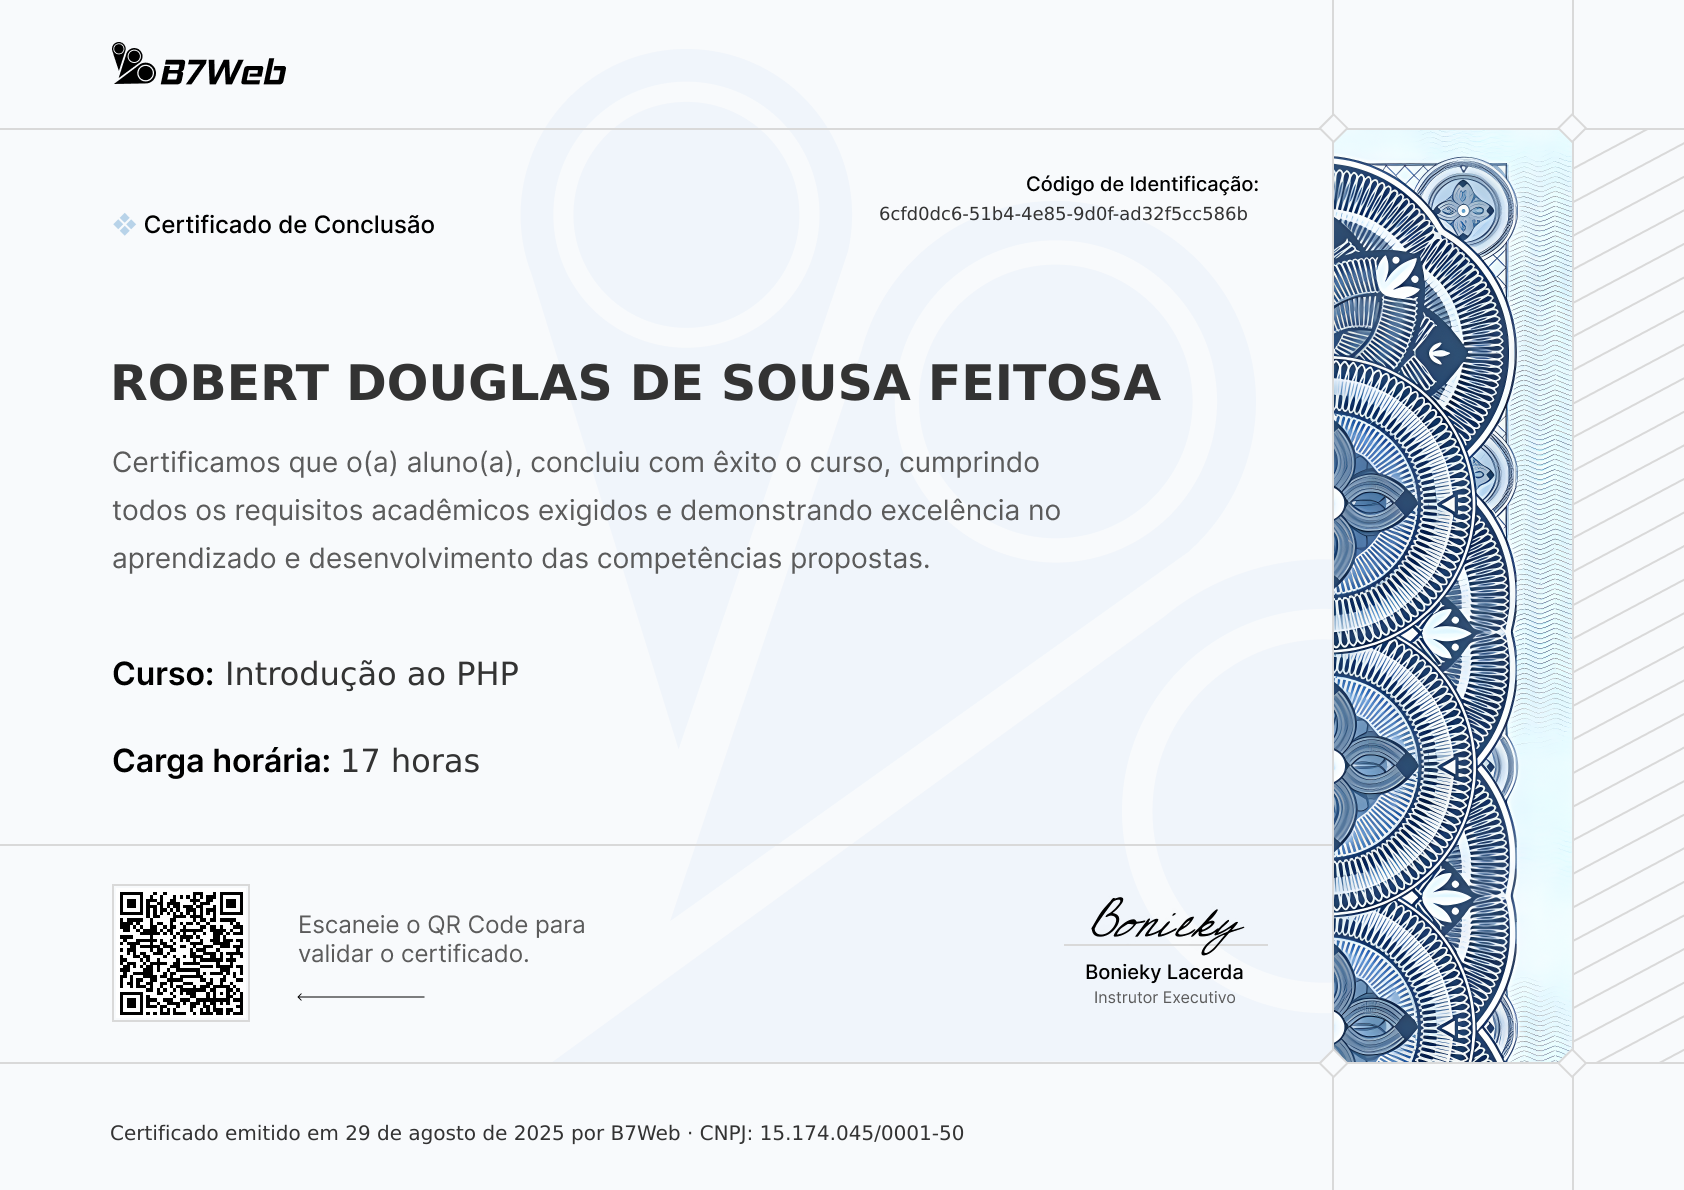 B7Web
Código de Identificação:
6cfd0dc6-51b4-4e85-9d0f-ad32f5cc586b
Certificado de Conclusão
ROBERT DOUGLAS DE SOUSA FEITOSA
Certificamos que o(a) aluno(a), concluiu com êxito o curso, cumprindo
todos os requisitos acadêmicos exigidos e demonstrando excelência no
aprendizado e desenvolvimento das competências propostas.
Curso: Introdução ao PHP
Carga horária: 17 horas
Escaneie o QR Code para
validar o certificado.
Bonieky
Bonieky Lacerda
Instrutor Executivo
Certificado emitido em 29 de agosto de 2025 por B7Web · CNPJ: 15.174.045/0001-50